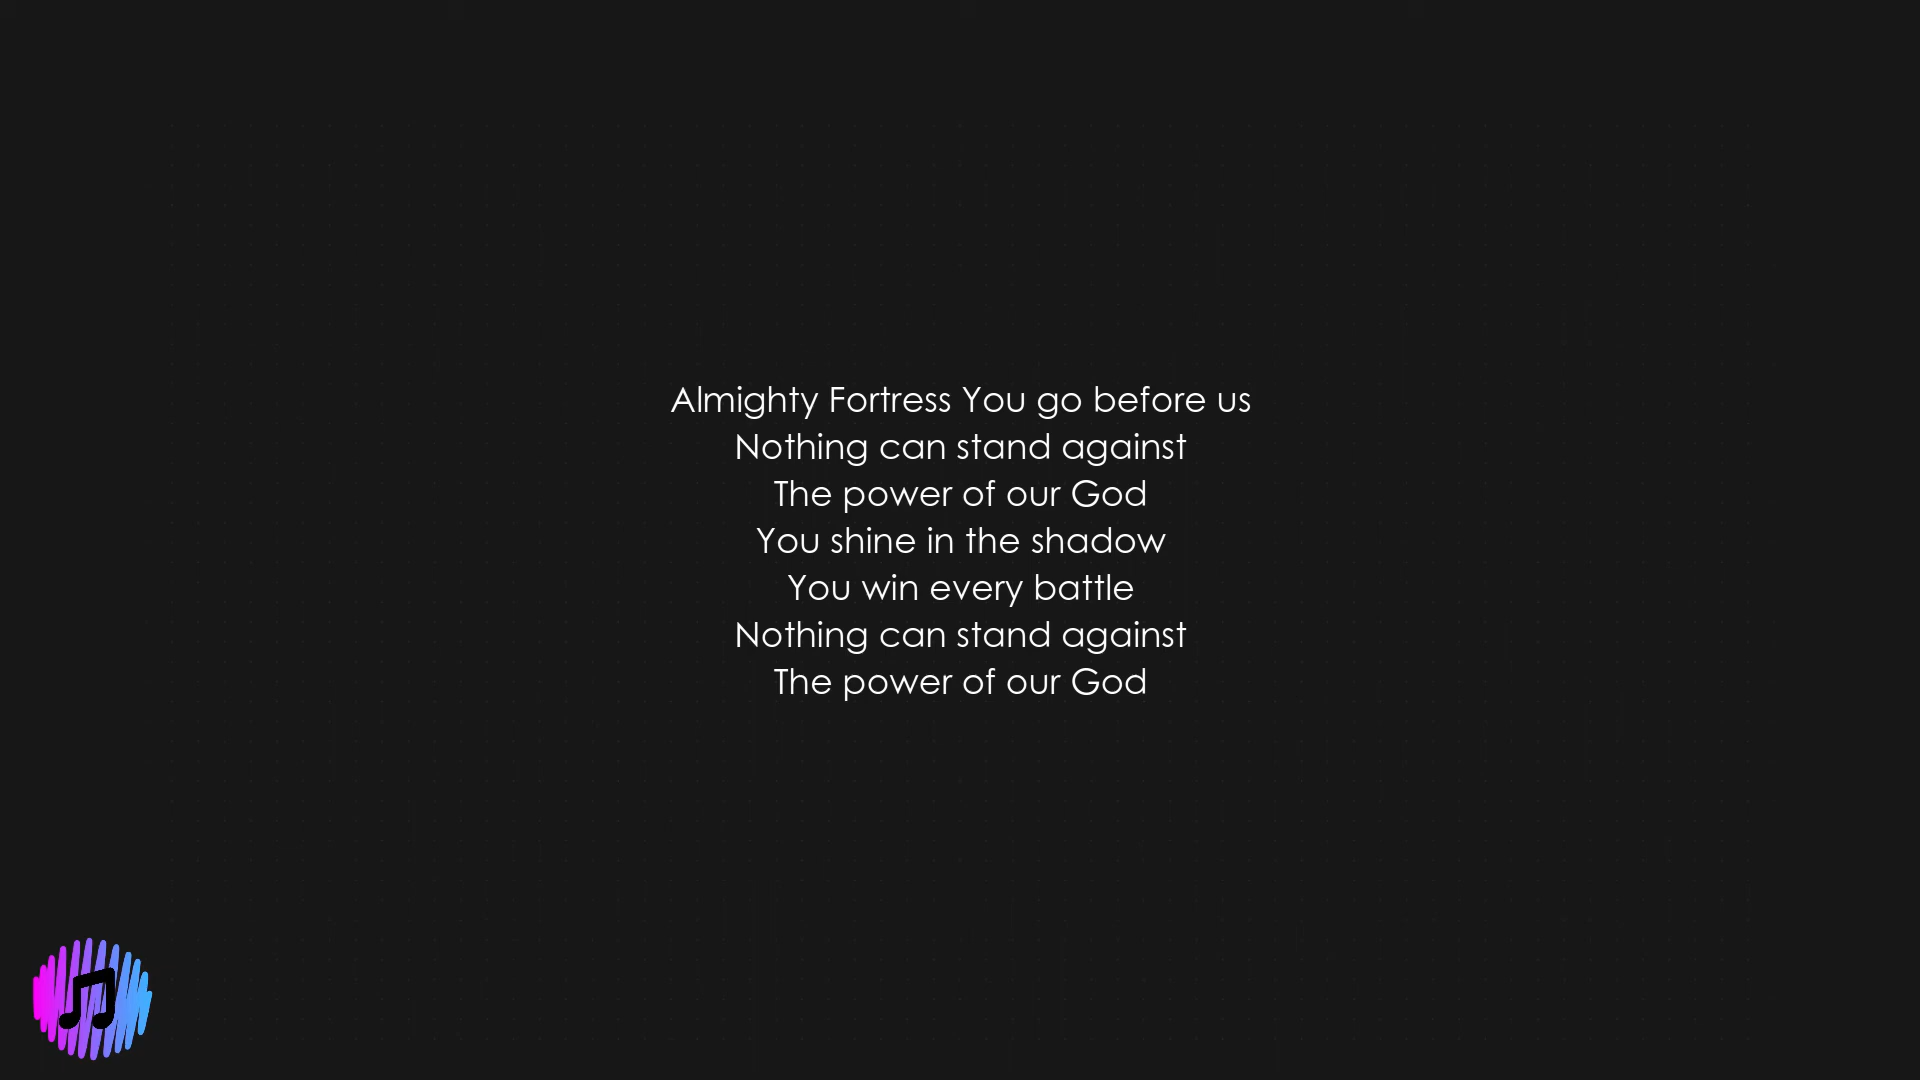 Almighty Fortress You go before us
Nothing can stand against
The power of our God
You shine in the shadow
You win every battle
Nothing can stand against
The power of our God